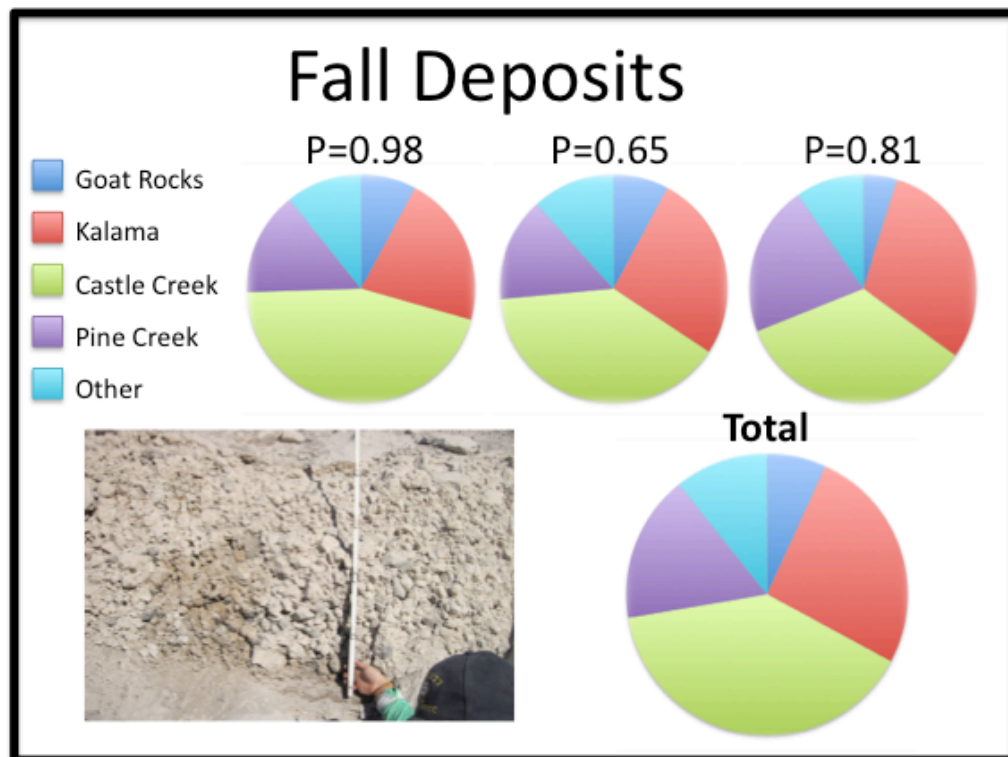 Fall Deposits
P=0.98
P=0.65
P=0.81
Goat Rocks
Kalama
Castle Creek
Pine Creek
Other
Total